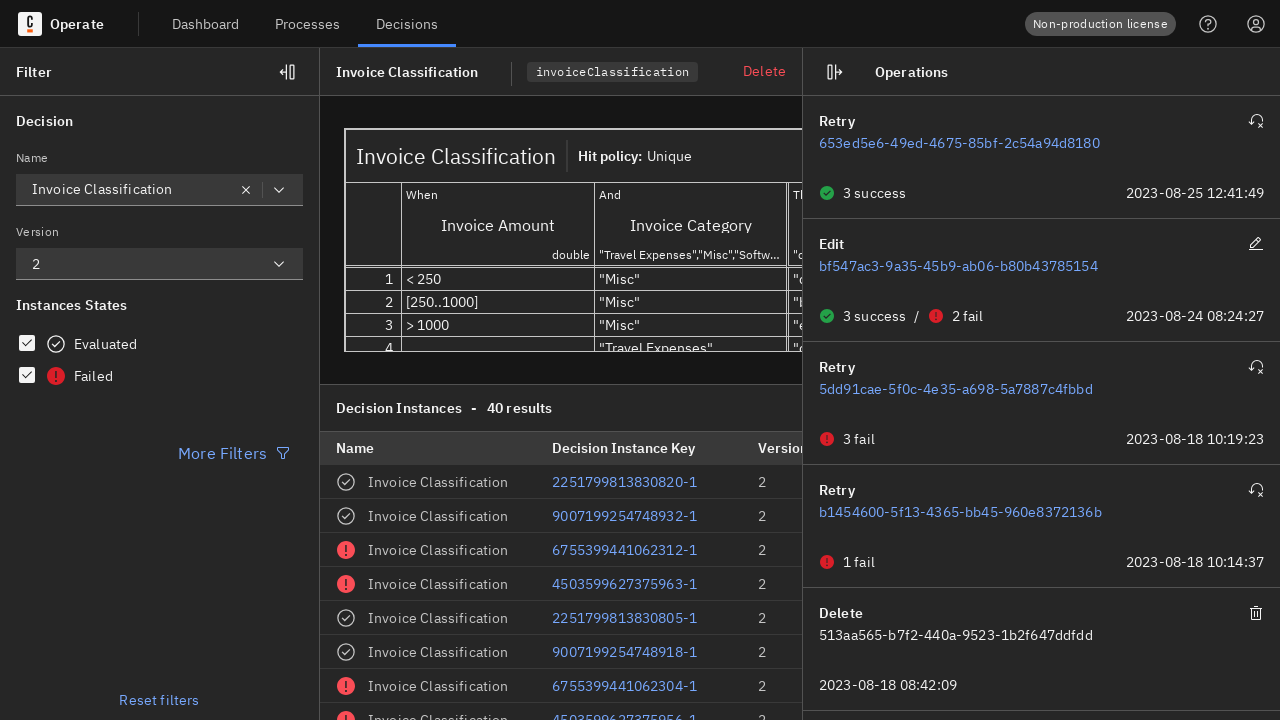 Operate
Dashboard
Processes
Decisions
Non-production license
Filter
Decision
Name
Invoice Classification
Version
2
Instances States
Evaluated
Failed
More Filters
Reset filters
Invoice Classification
invoiceClassification
Delete
Invoice Classification
Hit policy: Unique
When And
Invoice Amount Invoice Category
double "Travel Expenses","Misc","Softw...
1 < 250 "Misc"
2 [250..1000] "Misc"
3 > 1000 "Misc"
4 "Travel Expenses"
Decision Instances - 40 results
Name Decision Instance Key Version
Invoice Classification 2251799813830820-1 2
Invoice Classification 9007199254748932-1 2
Invoice Classification 6755399441062312-1 2
Invoice Classification 4503599627375963-1 2
Invoice Classification 2251799813830805-1 2
Invoice Classification 9007199254748918-1 2
Invoice Classification 6755399441062304-1 2
Invoice Classification 4503599627375956-1 2
Operations
Retry
653ed5e6-49ed-4675-85bf-2c54a94d8180
3 success 2023-08-25 12:41:49
Edit
bf547ac3-9a35-45b9-ab06-b80b43785154
3 success / 2 fail 2023-08-24 08:24:27
Retry
5dd91cae-5f0c-4e35-a698-5a7887c4fbbd
3 fail 2023-08-18 10:19:23
Retry
b1454600-5f13-4365-bb45-960e8372136b
1 fail 2023-08-18 10:14:37
Delete
513aa565-b7f2-440a-9523-1b2f647ddfdd
2023-08-18 08:42:09